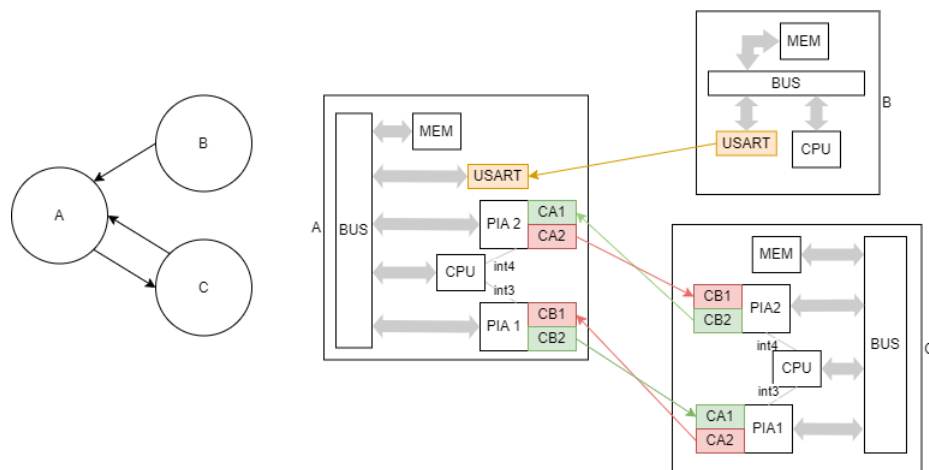 B
A
C
A
BUS
MEM
USART
PIA 2
CA1
CA2
int4
CPU
int3
PIA 1
CB1
CB2
MEM
BUS
B
USART
CPU
MEM
CB1
CB2
PIA2
int4
CPU
BUS
int3
CA1
CA2
PIA1